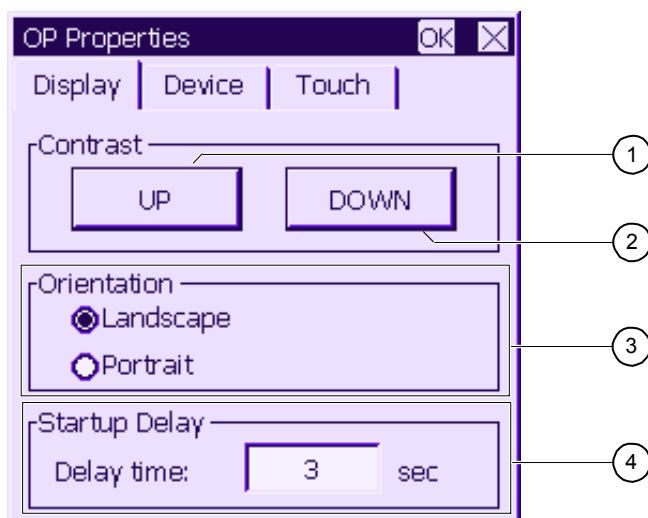 OP Properties OK
Display Device Touch
Contrast
1
UP DOWN
2
Orientation
Landscape
3
Portrait
Startup Delay
Delay time: 3 sec
4